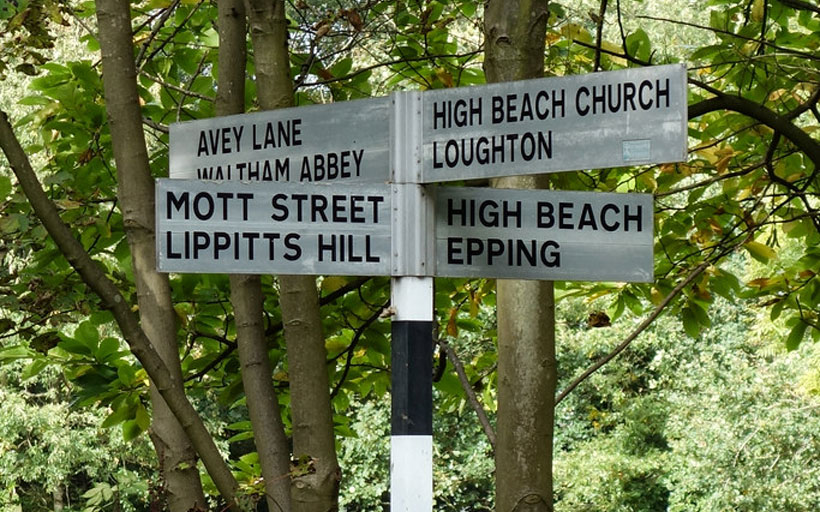 AVEY LANE
WALTHAM ABBEY
HIGH BEACH CHURCH
LOUGHTON
MOTT STREET
LIPPITTS HILL
HIGH BEACH
EPPING